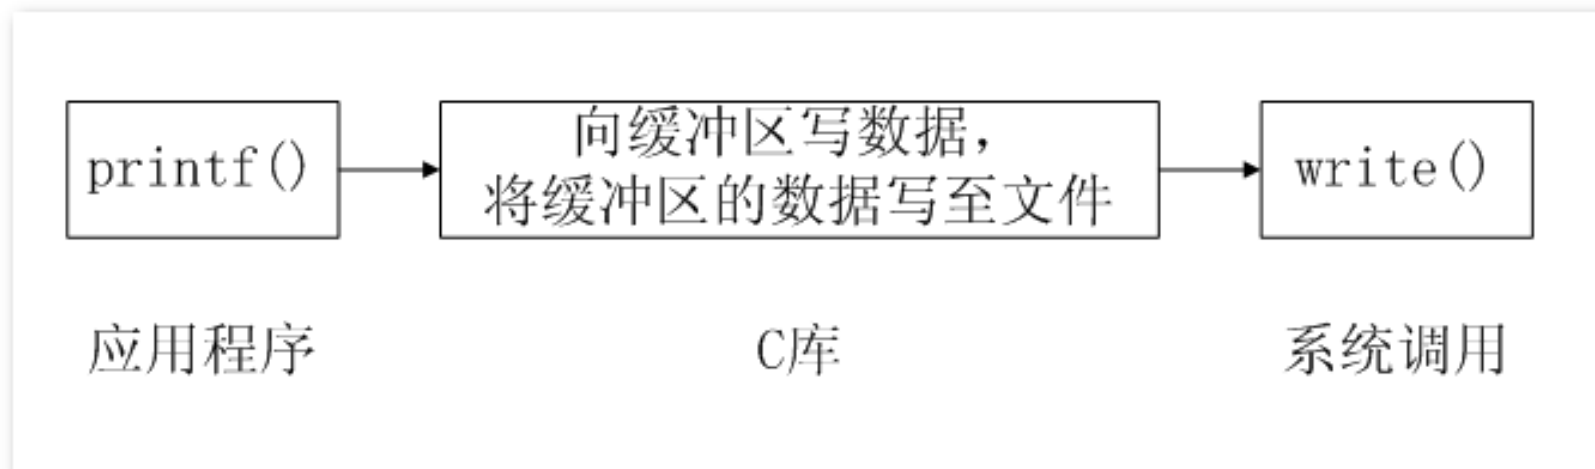 printf()
向缓冲区写数据，
将缓冲区的数据写至文件
write()
应用程序
C库
系统调用